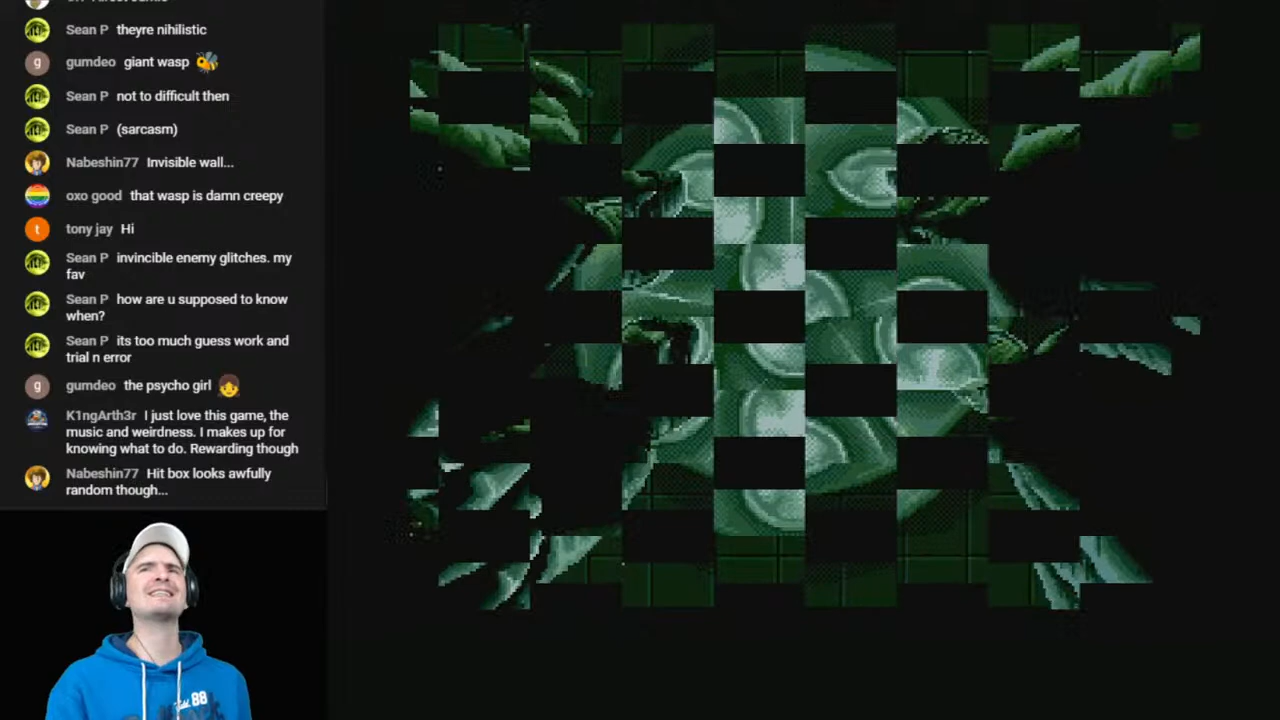 Sean P theyre nihilistic
g gumdeo giant wasp
Sean P not to difficult then
Sean P (sarcasm)
Nabeshin77 Invisible wall...
oxo good that wasp is damn creepy
t tony jay Hi
Sean P invincible enemy glitches. my
fav
Sean P how are u supposed to know
when?
Sean P its too much guess work and
trial n error
g gumdeo the psycho girl
K1ngArth3r I just love this game, the
music and weirdness. I makes up for
knowing what to do. Rewarding though
Nabeshin77 Hit box looks awfully
random though...
88